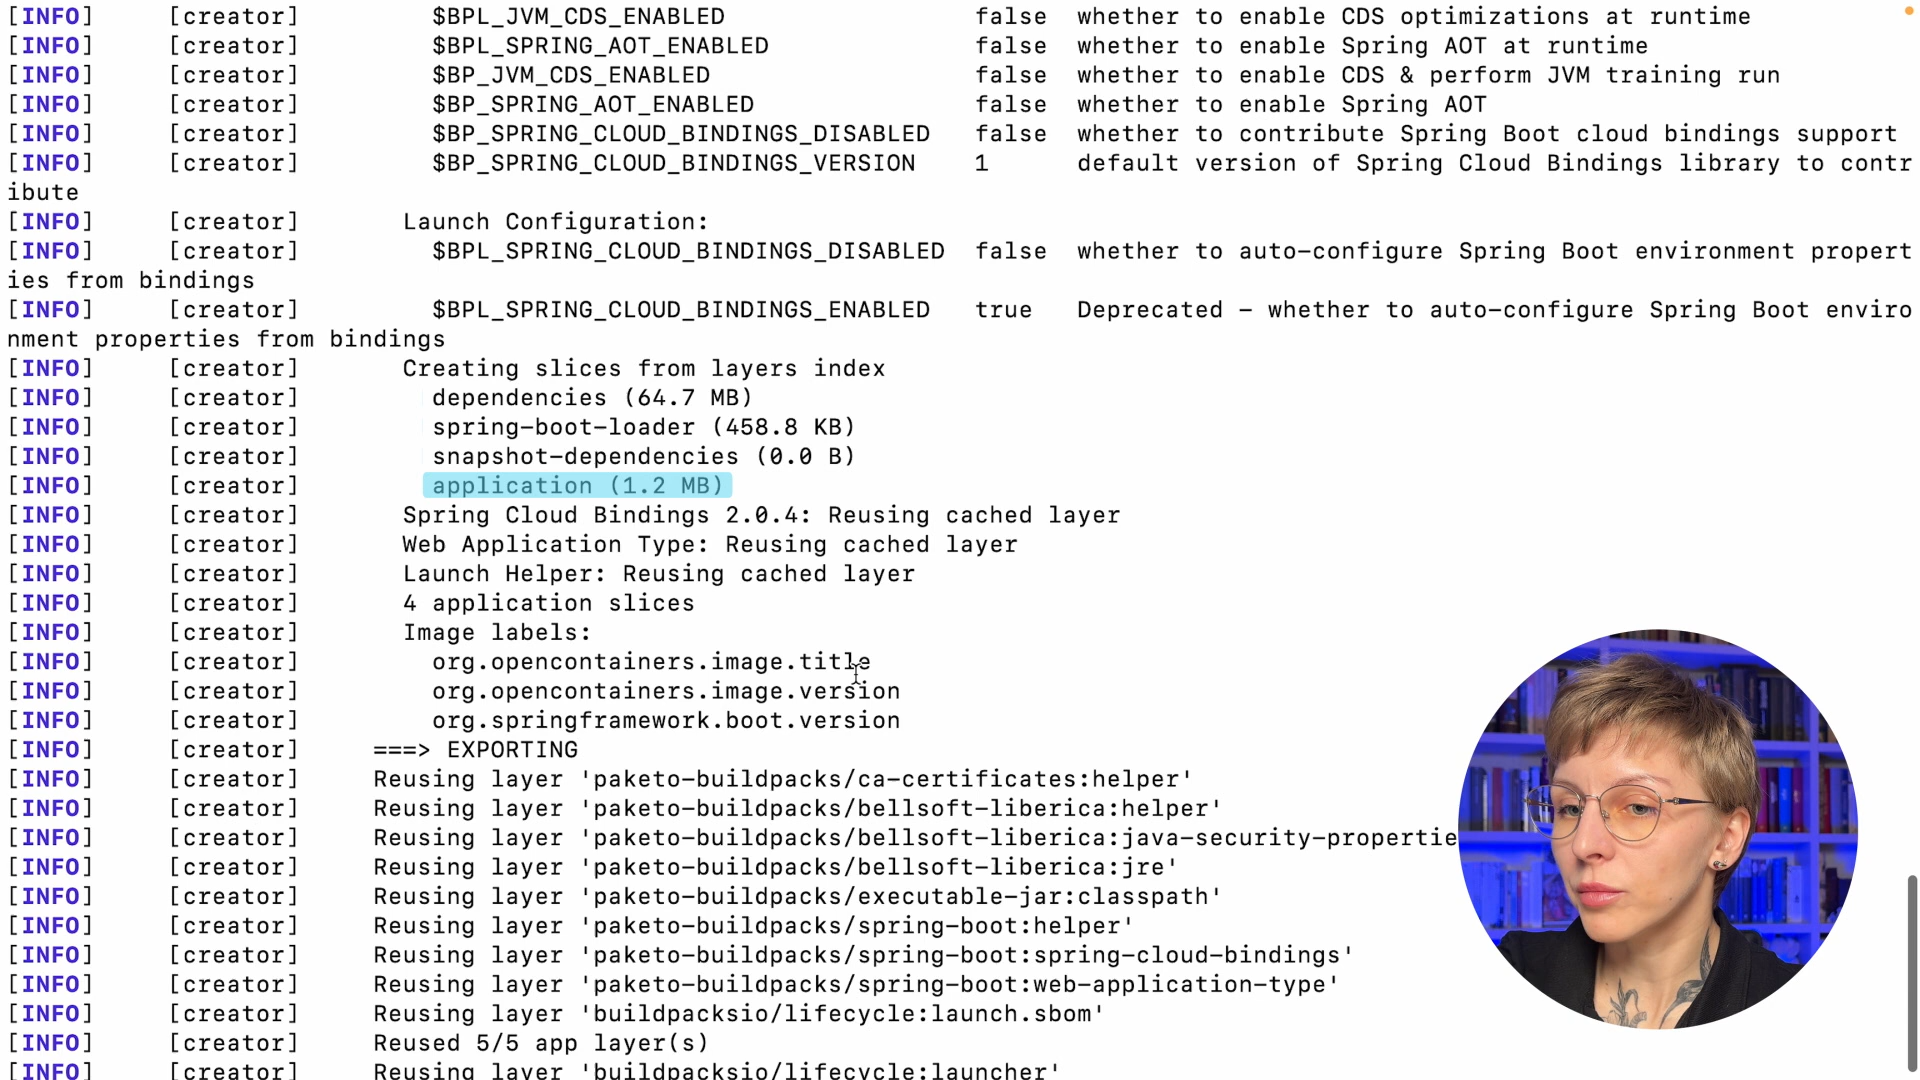 [INFO] [creator] $BPL_JVM_CDS_ENABLED false whether to enable CDS optimizations at runtime
[INFO] [creator] $BPL_SPRING_AOT_ENABLED false whether to enable Spring AOT at runtime
[INFO] [creator] $BP_JVM_CDS_ENABLED false whether to enable CDS & perform JVM training run
[INFO] [creator] $BP_SPRING_AOT_ENABLED false whether to enable Spring AOT
[INFO] [creator] $BP_SPRING_CLOUD_BINDINGS_DISABLED false whether to contribute Spring Boot cloud bindings support
[INFO] [creator] $BP_SPRING_CLOUD_BINDINGS_VERSION 1 default version of Spring Cloud Bindings library to contr
ibute
[INFO] [creator] Launch Configuration:
[INFO] [creator] $BPL_SPRING_CLOUD_BINDINGS_DISABLED false whether to auto-configure Spring Boot environment propert
ies from bindings
[INFO] [creator] $BPL_SPRING_CLOUD_BINDINGS_ENABLED true Deprecated – whether to auto-configure Spring Boot enviro
nment properties from bindings
[INFO] [creator] Creating slices from layers index
[INFO] [creator] dependencies (64.7 MB)
[INFO] [creator] spring-boot-loader (458.8 KB)
[INFO] [creator] snapshot-dependencies (0.0 B)
[INFO] [creator] application (1.2 MB)
[INFO] [creator] Spring Cloud Bindings 2.0.4: Reusing cached layer
[INFO] [creator] Web Application Type: Reusing cached layer
[INFO] [creator] Launch Helper: Reusing cached layer
[INFO] [creator] 4 application slices
[INFO] [creator] Image labels:
[INFO] [creator] org.opencontainers.image.title
[INFO] [creator] org.opencontainers.image.version
[INFO] [creator] org.springframework.boot.version
[INFO] [creator] ===> EXPORTING
[INFO] [creator] Reusing layer 'paketo-buildpacks/ca-certificates:helper'
[INFO] [creator] Reusing layer 'paketo-buildpacks/bellsoft-liberica:helper'
[INFO] [creator] Reusing layer 'paketo-buildpacks/bellsoft-liberica:java-security-propertie
[INFO] [creator] Reusing layer 'paketo-buildpacks/bellsoft-liberica:jre'
[INFO] [creator] Reusing layer 'paketo-buildpacks/executable-jar:classpath'
[INFO] [creator] Reusing layer 'paketo-buildpacks/spring-boot:helper'
[INFO] [creator] Reusing layer 'paketo-buildpacks/spring-boot:spring-cloud-bindings'
[INFO] [creator] Reusing layer 'paketo-buildpacks/spring-boot:web-application-type'
[INFO] [creator] Reusing layer 'buildpacksio/lifecycle:launch.sbom'
[INFO] [creator] Reused 5/5 app layer(s)
[INFO] [creator] Reusing layer 'buildpacksio/lifecycle:launcher'